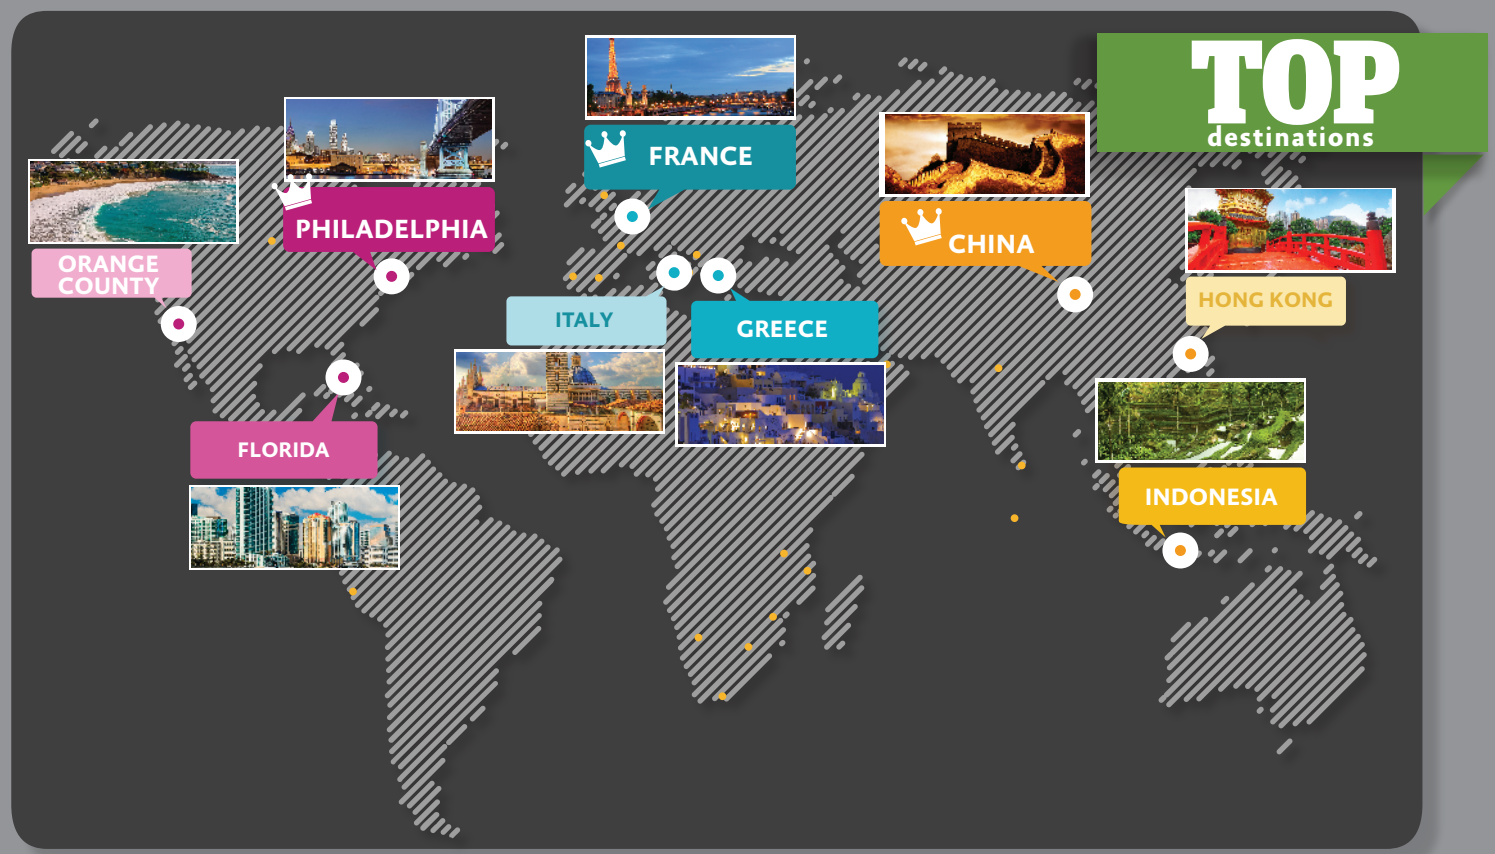 TOP
destinations
FRANCE
PHILADELPHIA
CHINA
ORANGE
COUNTY
HONG KONG
ITALY
GREECE
FLORIDA
INDONESIA